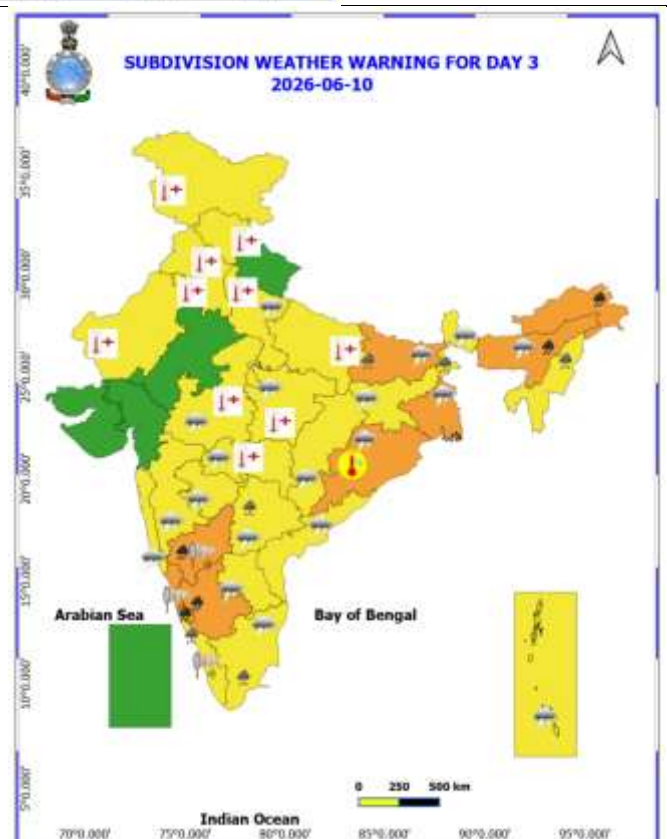 SUBDIVISION WEATHER WARNING FOR DAY 3
2026-06-10
40°0.000'
35°0.000'
30°0.000'
25°0.000'
20°0.000'
15°0.000'
Arabian Sea
Bay of Bengal
10°0.000'
5°0.000'
0 250 500 km
Indian Ocean
70°0.000' 75°0.000' 80°0.000' 85°0.000' 90°0.000' 95°0.000'